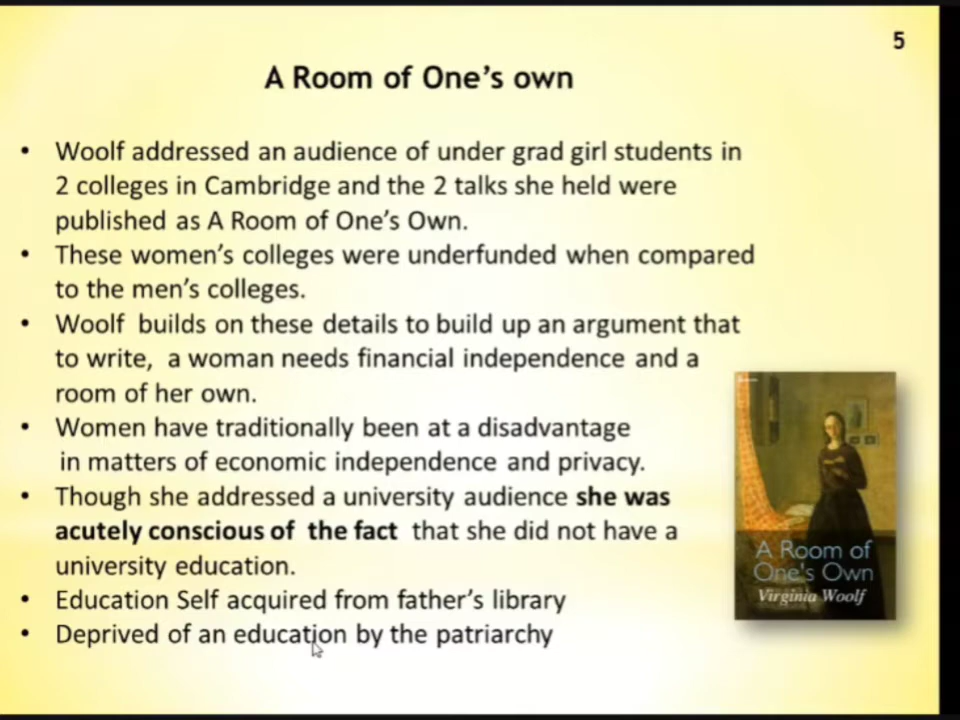 5
A Room of One's own
• Woolf addressed an audience of under grad girl students in
2 colleges in Cambridge and the 2 talks she held were
published as A Room of One's Own.
• These women's colleges were underfunded when compared
to the men's colleges.
• Woolf builds on these details to build up an argument that
to write, a woman needs financial independence and a
room of her own.
• Women have traditionally been at a disadvantage
in matters of economic independence and privacy.
• Though she addressed a university audience she was
acutely conscious of the fact that she did not have a
university education.
• Education Self acquired from father's library
• Deprived of an education by the patriarchy
A Room of
One's Own
Virginia Woolf